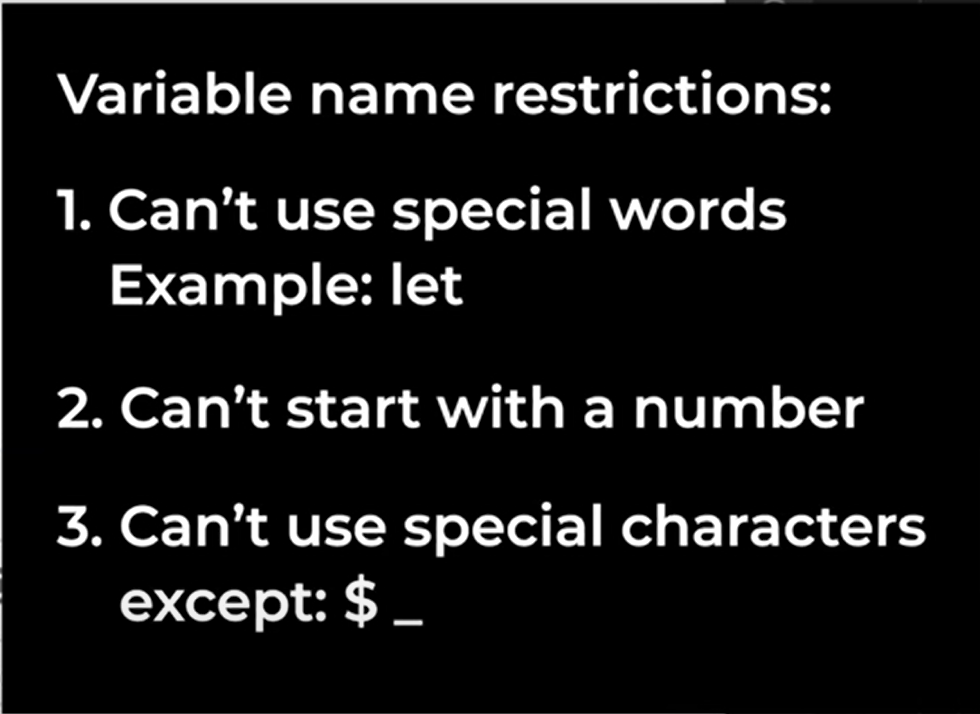 Variable name restrictions:
1. Can’t use special words
Example: let
2. Can’t start with a number
3. Can’t use special characters
except: $ _